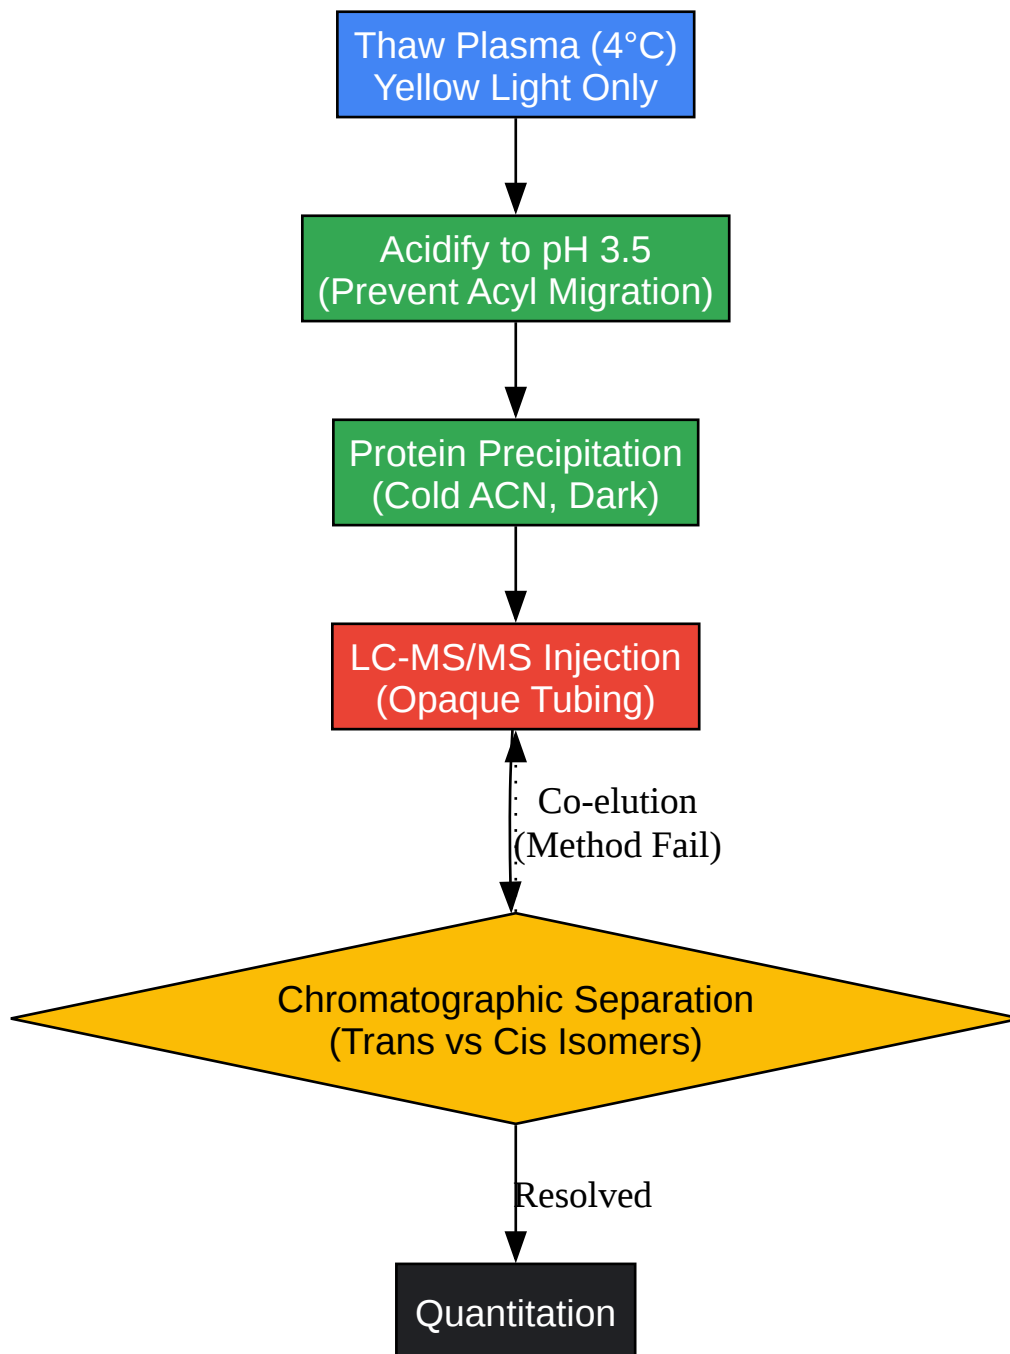 Thaw Plasma (4°C)
Yellow Light Only
Acidify to pH 3.5
(Prevent Acyl Migration)
Protein Precipitation
(Cold ACN, Dark)
LC-MS/MS Injection
(Opaque Tubing)
Co-elution
(Method Fail)
Chromatographic Separation
(Trans vs Cis Isomers)
Resolved
Quantitation